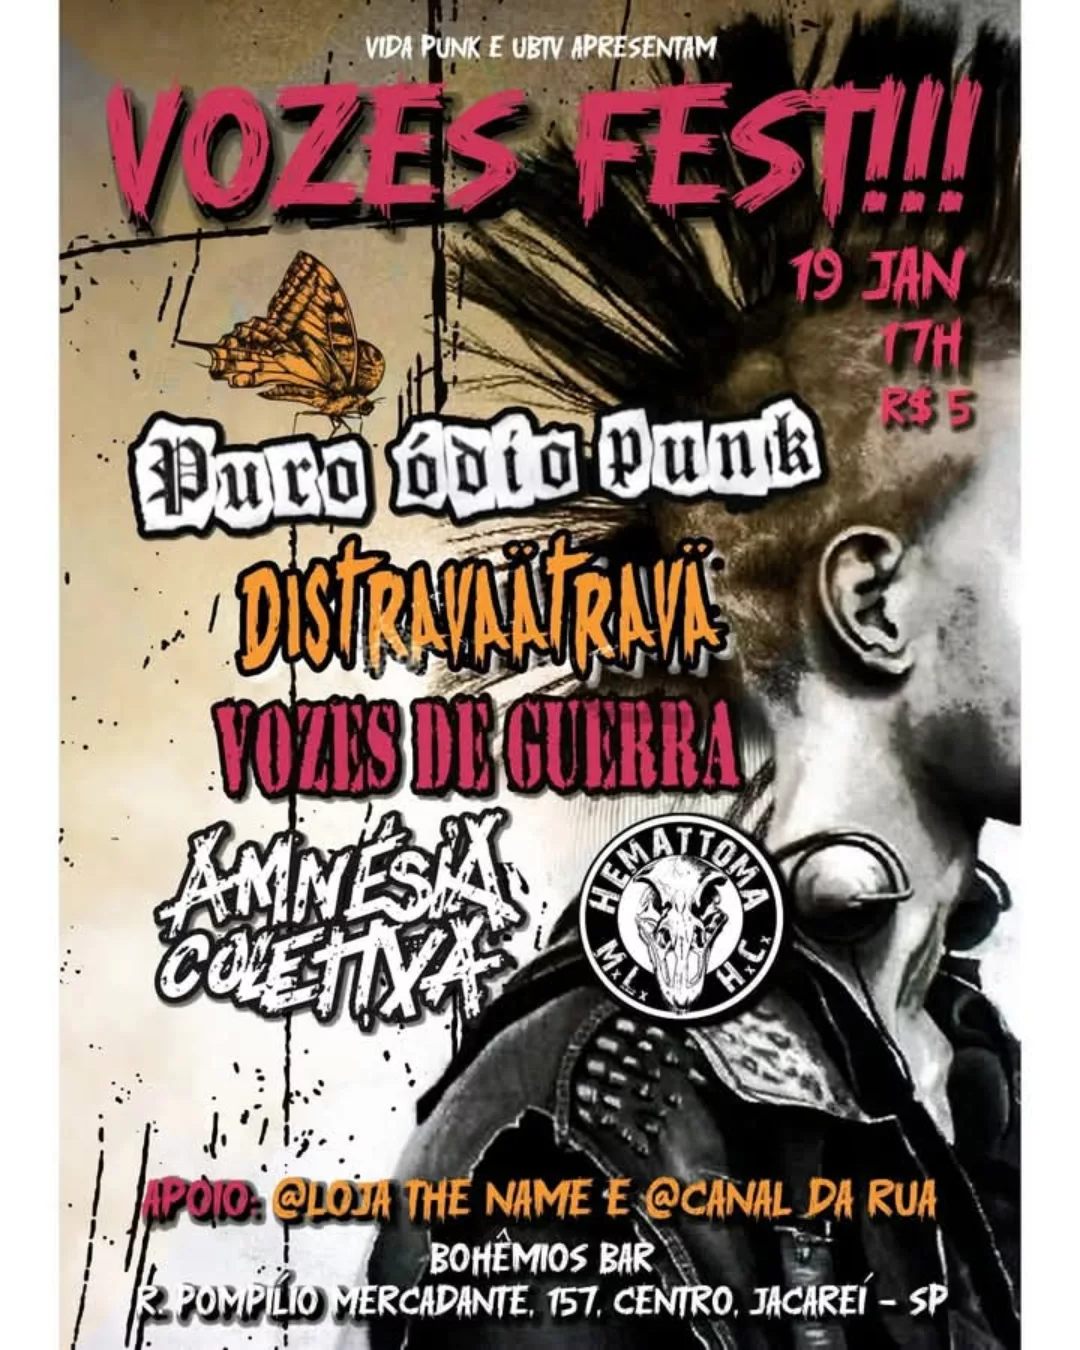 VIDA PUNK E UBTV APRESENTAM
VOZES FEST!!!
19 JAN
17H
R$ 5
Puro ódio punk
DISTRAVAÄTRAVÄ
VOZES DE GUERRA
AMNÉSIA
COLETIVA
HEMATTOMA
M.x L.x H.x C.x
APOIO: @LOJA THE NAME E @CANAL DA RUA
BOHÊMIOS BAR
R. POMPÍLIO MERCADANTE, 157, CENTRO, JACAREÍ - SP